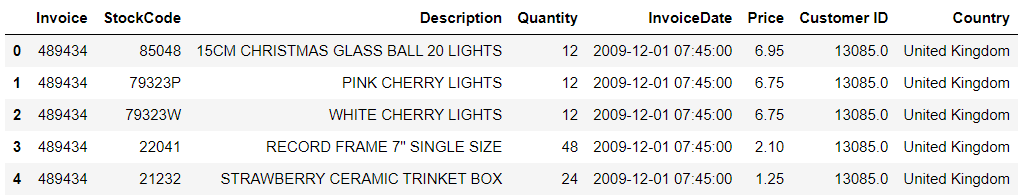 Invoice StockCode Description Quantity InvoiceDate Price Customer ID Country
0 489434 85048 15CM CHRISTMAS GLASS BALL 20 LIGHTS 12 2009-12-01 07:45:00 6.95 13085.0 United Kingdom
1 489434 79323P PINK CHERRY LIGHTS 12 2009-12-01 07:45:00 6.75 13085.0 United Kingdom
2 489434 79323W WHITE CHERRY LIGHTS 12 2009-12-01 07:45:00 6.75 13085.0 United Kingdom
3 489434 22041 RECORD FRAME 7" SINGLE SIZE 48 2009-12-01 07:45:00 2.10 13085.0 United Kingdom
4 489434 21232 STRAWBERRY CERAMIC TRINKET BOX 24 2009-12-01 07:45:00 1.25 13085.0 United Kingdom